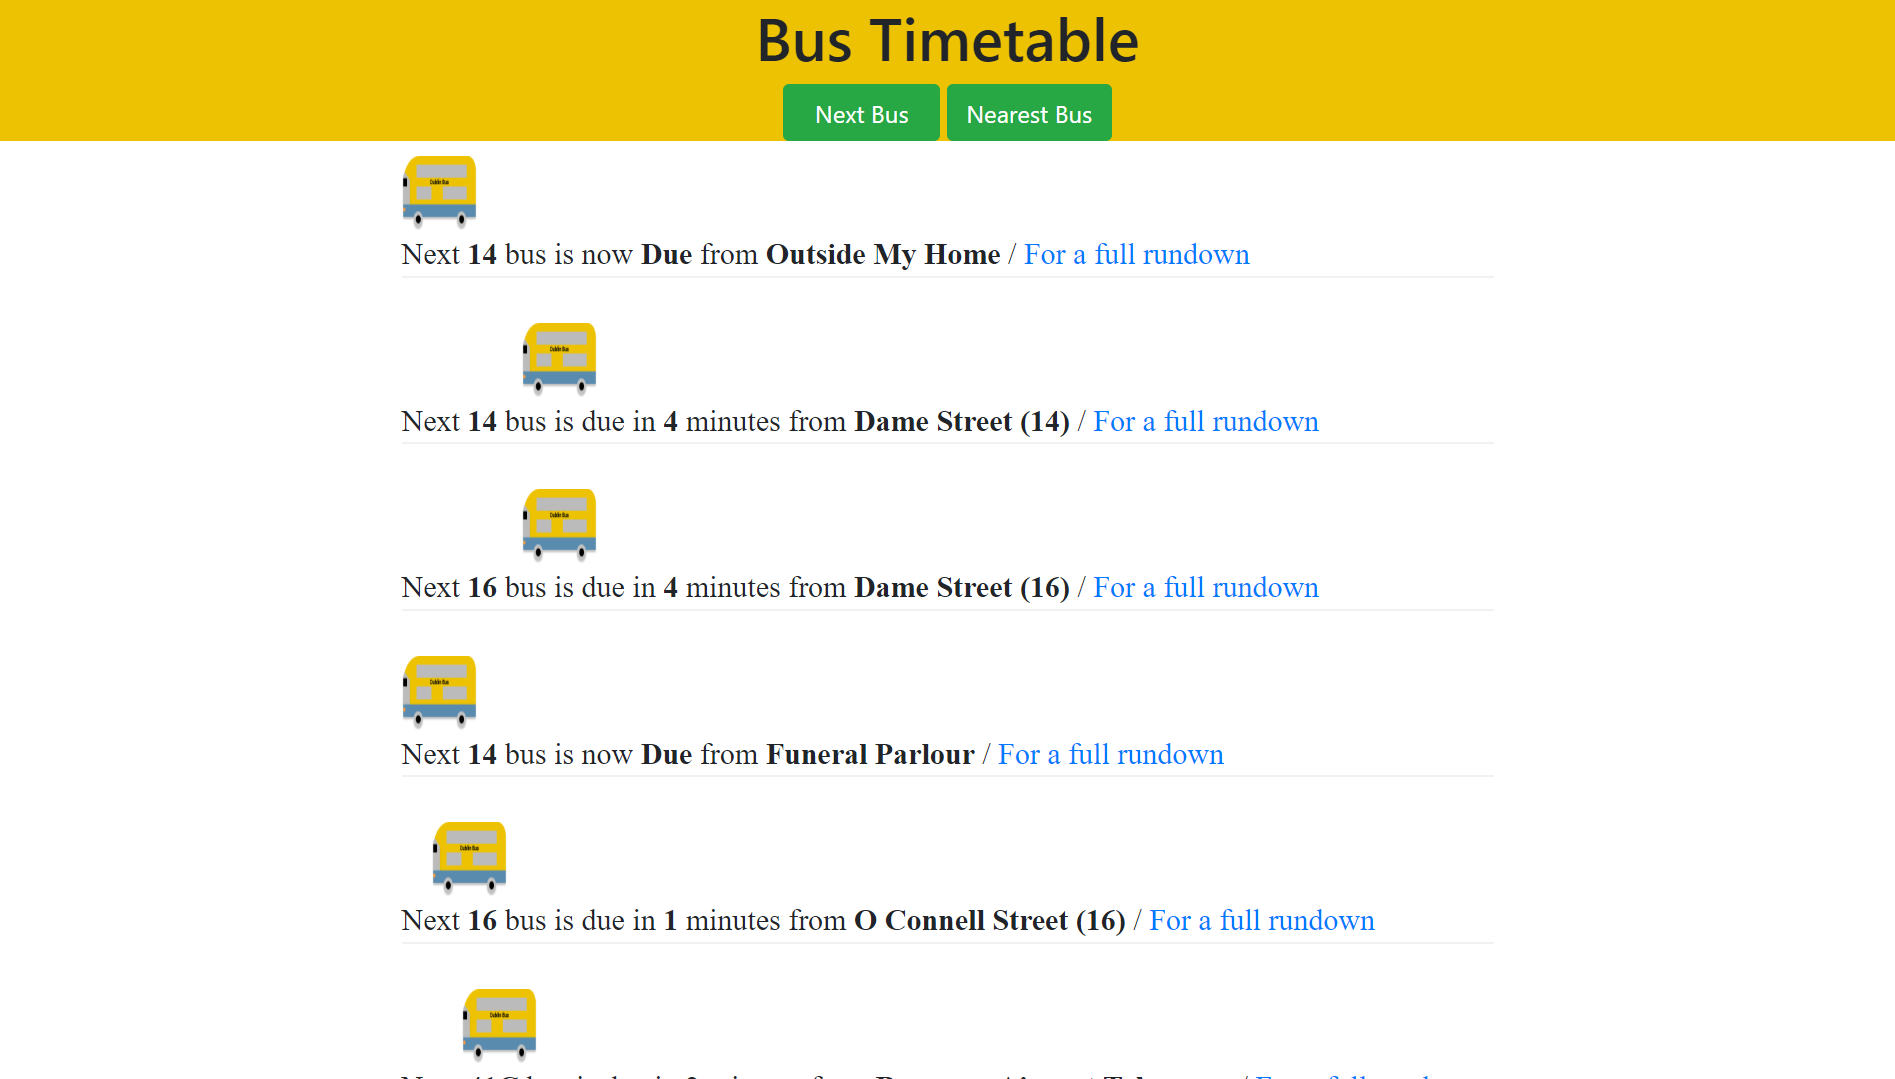 Bus Timetable
Next Bus Nearest Bus
Dublin Bus
Next 14 bus is now Due from Outside My Home / For a full rundown
Dublin Bus
Next 14 bus is due in 4 minutes from Dame Street (14) / For a full rundown
Dublin Bus
Next 16 bus is due in 4 minutes from Dame Street (16) / For a full rundown
Dublin Bus
Next 14 bus is now Due from Funeral Parlour / For a full rundown
Dublin Bus
Next 16 bus is due in 1 minutes from O Connell Street (16) / For a full rundown
Dublin Bus